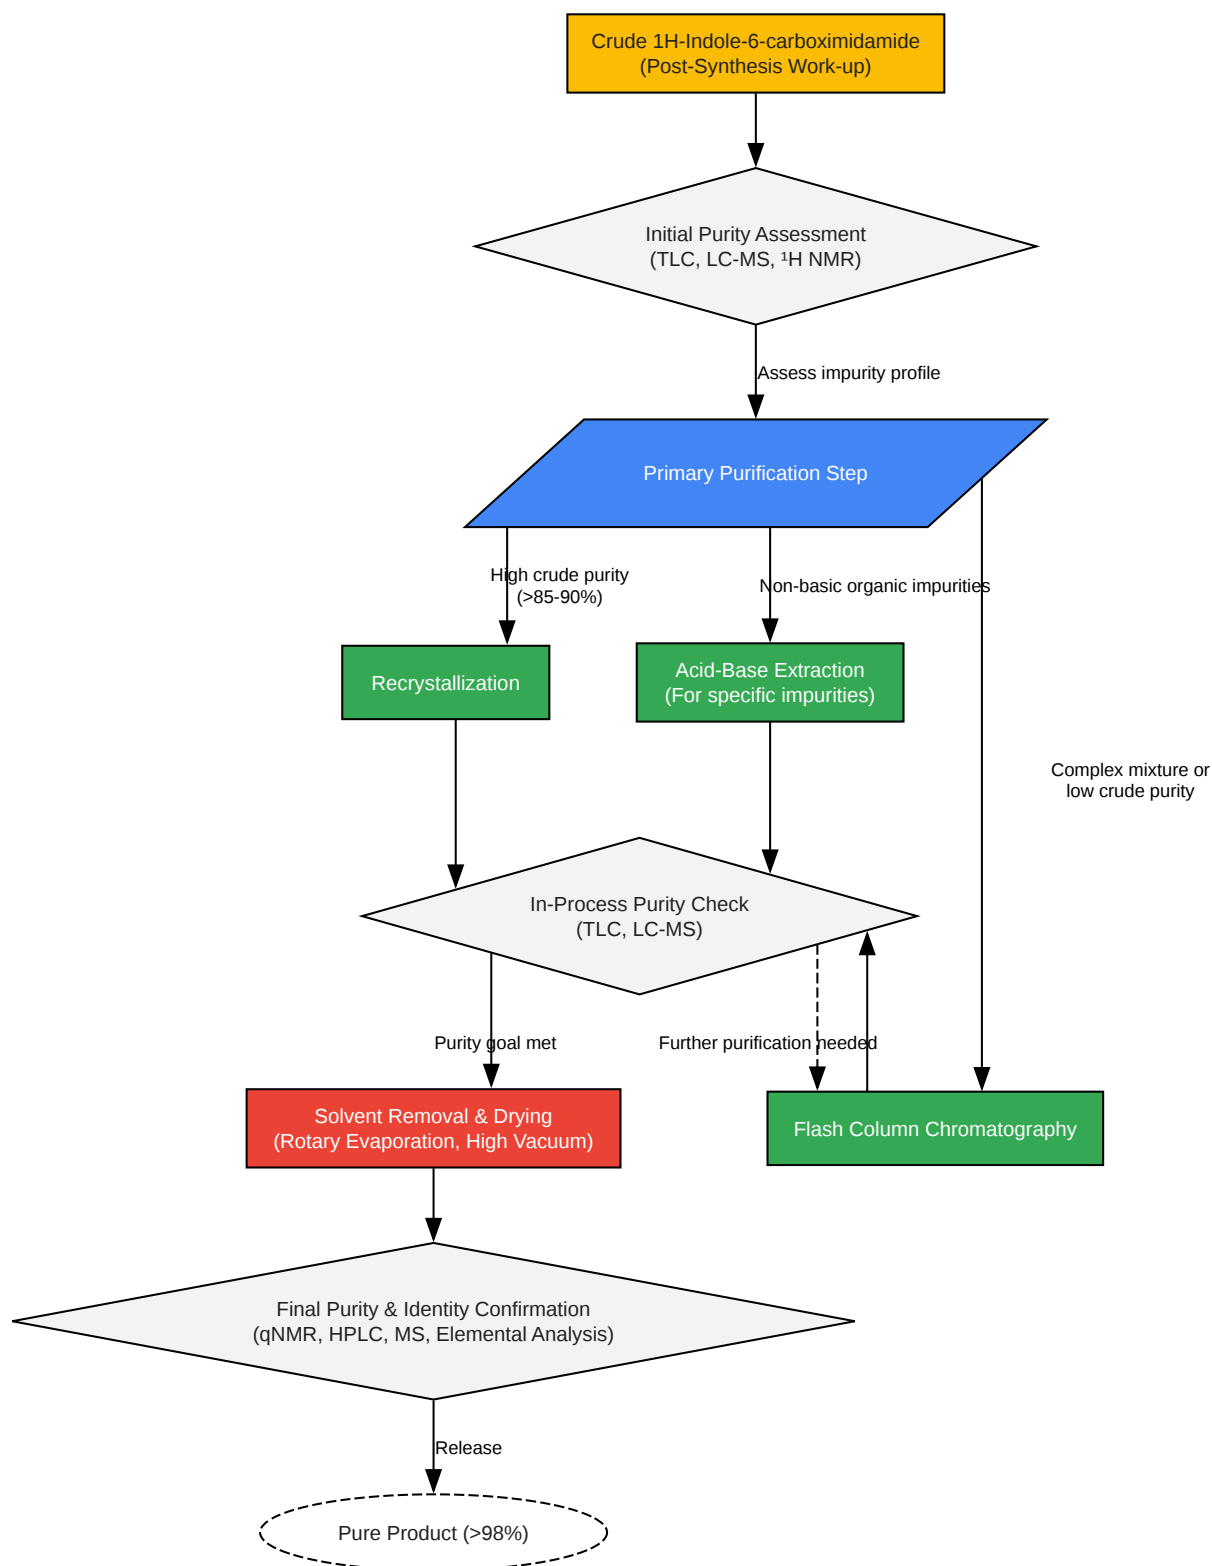 Crude 1H-Indole-6-carboximidamide
(Post-Synthesis Work-up)
Initial Purity Assessment
(TLC, LC-MS, ¹H NMR)
Assess impurity profile
Primary Purification Step
High crude purity
(>85-90%)
Non-basic organic impurities
Recrystallization
Acid-Base Extraction
(For specific impurities)
Complex mixture or
low crude purity
In-Process Purity Check
(TLC, LC-MS)
Purity goal met
Further purification needed
Solvent Removal & Drying
(Rotary Evaporation, High Vacuum)
Flash Column Chromatography
Final Purity & Identity Confirmation
(qNMR, HPLC, MS, Elemental Analysis)
Release
Pure Product (>98%)